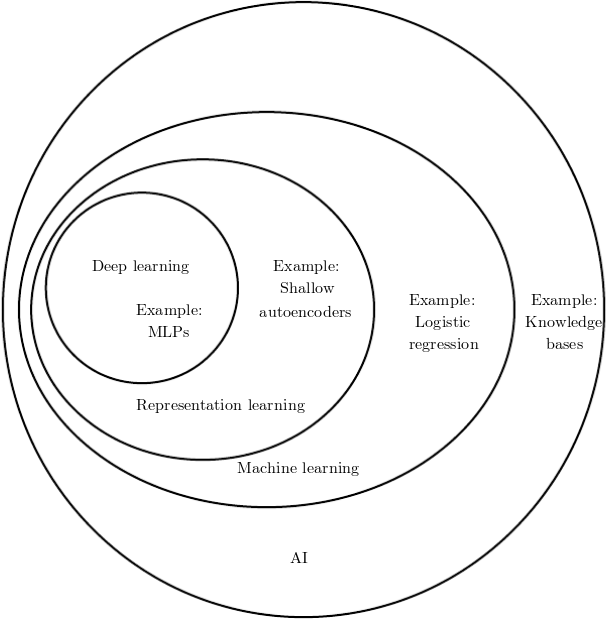 Deep learning
Example:
MLPs
Example:
Shallow
autoencoders
Example:
Logistic
regression
Example:
Knowledge
bases
Representation learning
Machine learning
AI